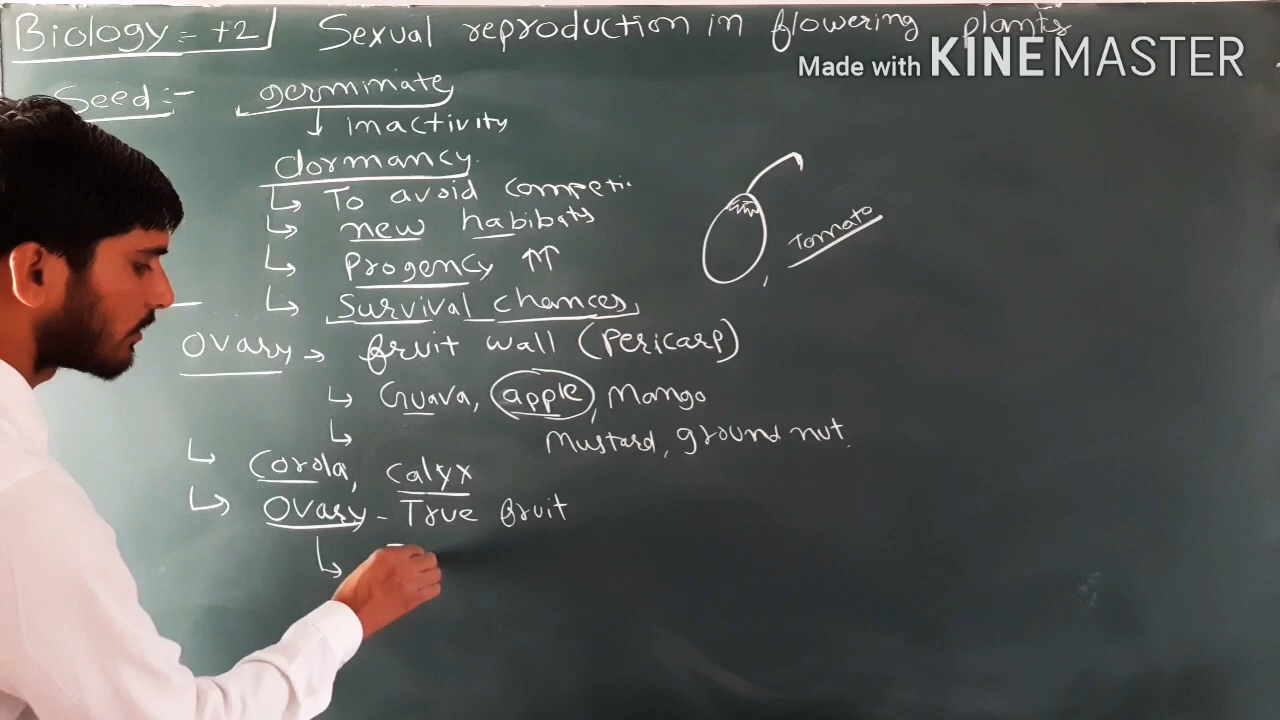 Biology:- +2 Sexual reproduction in flowering plants
Made with KINEMASTER
Seed:- germinate
↓ inactivity
dormancy.
↳ To avoid competi
↳ new habibats
↳ Progency ↑↑
↳ Survival chances,
Tomato
Ovary → fruit wall (Pericarp)
↳ Guava, apple, Mango
↳ Mustard, ground nut.
↳ Corola, calyx
↳ Ovary - True fruit
↳